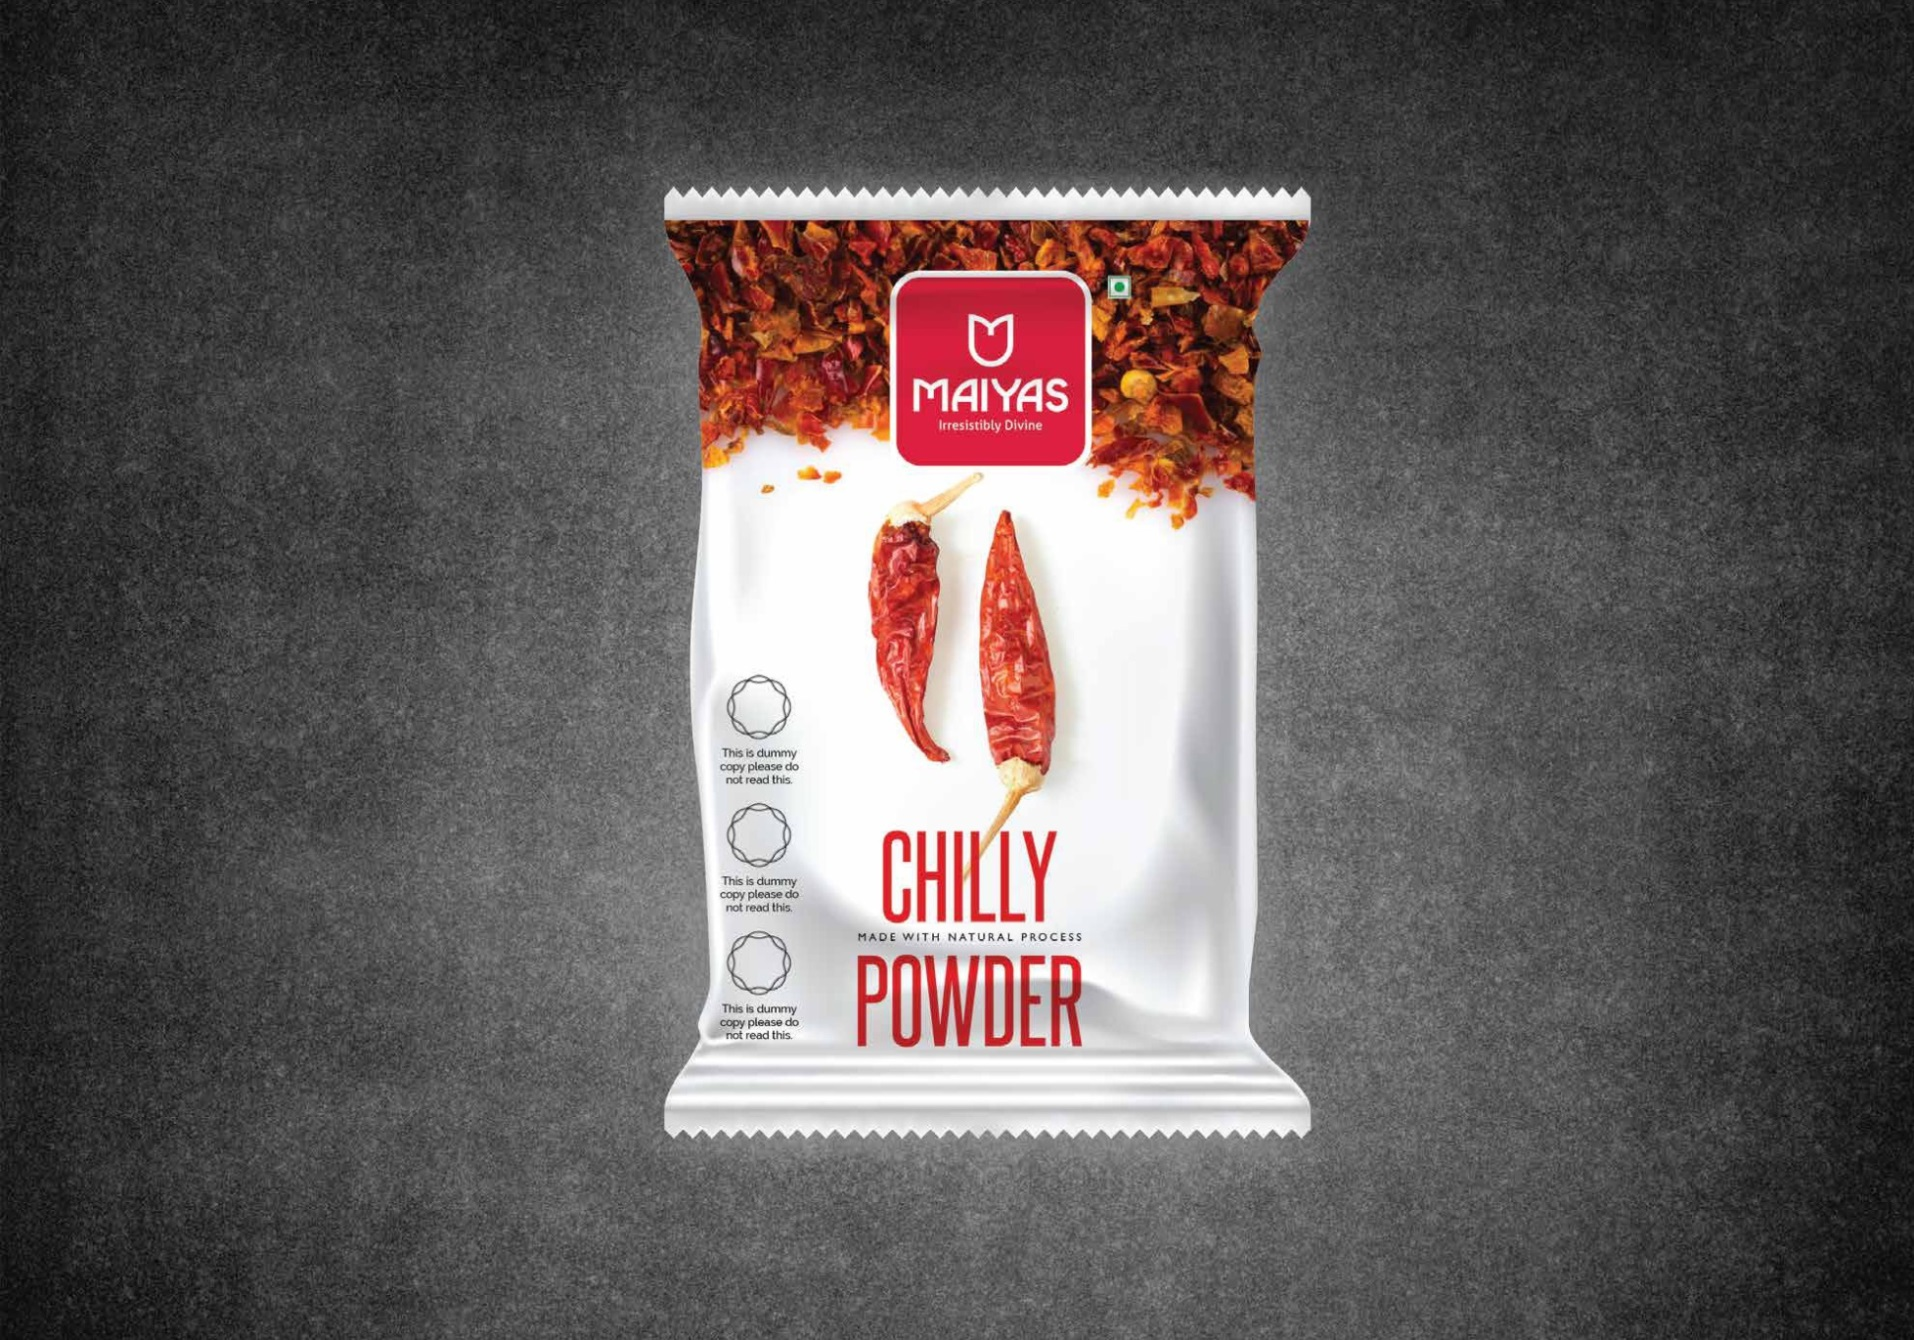 MAIYAS
Irresistibly Divine
This is dummy
copy please do
not read this.
This is dummy
copy please do
not read this.
This is dummy
copy please do
not read this.
CHILLY
MADE WITH NATURAL PROCESS
POWDER